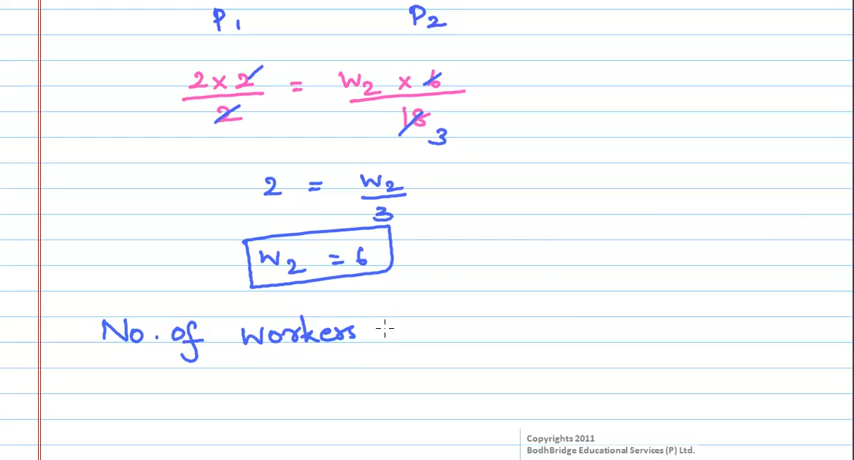 P1 P2
2 × 2 / 2 = W2 × 6 / 18 3
2 = W2 / 3
W2 = 6
No. of workers
Copyrights 2011
BodhBridge Educational Services (P) Ltd.